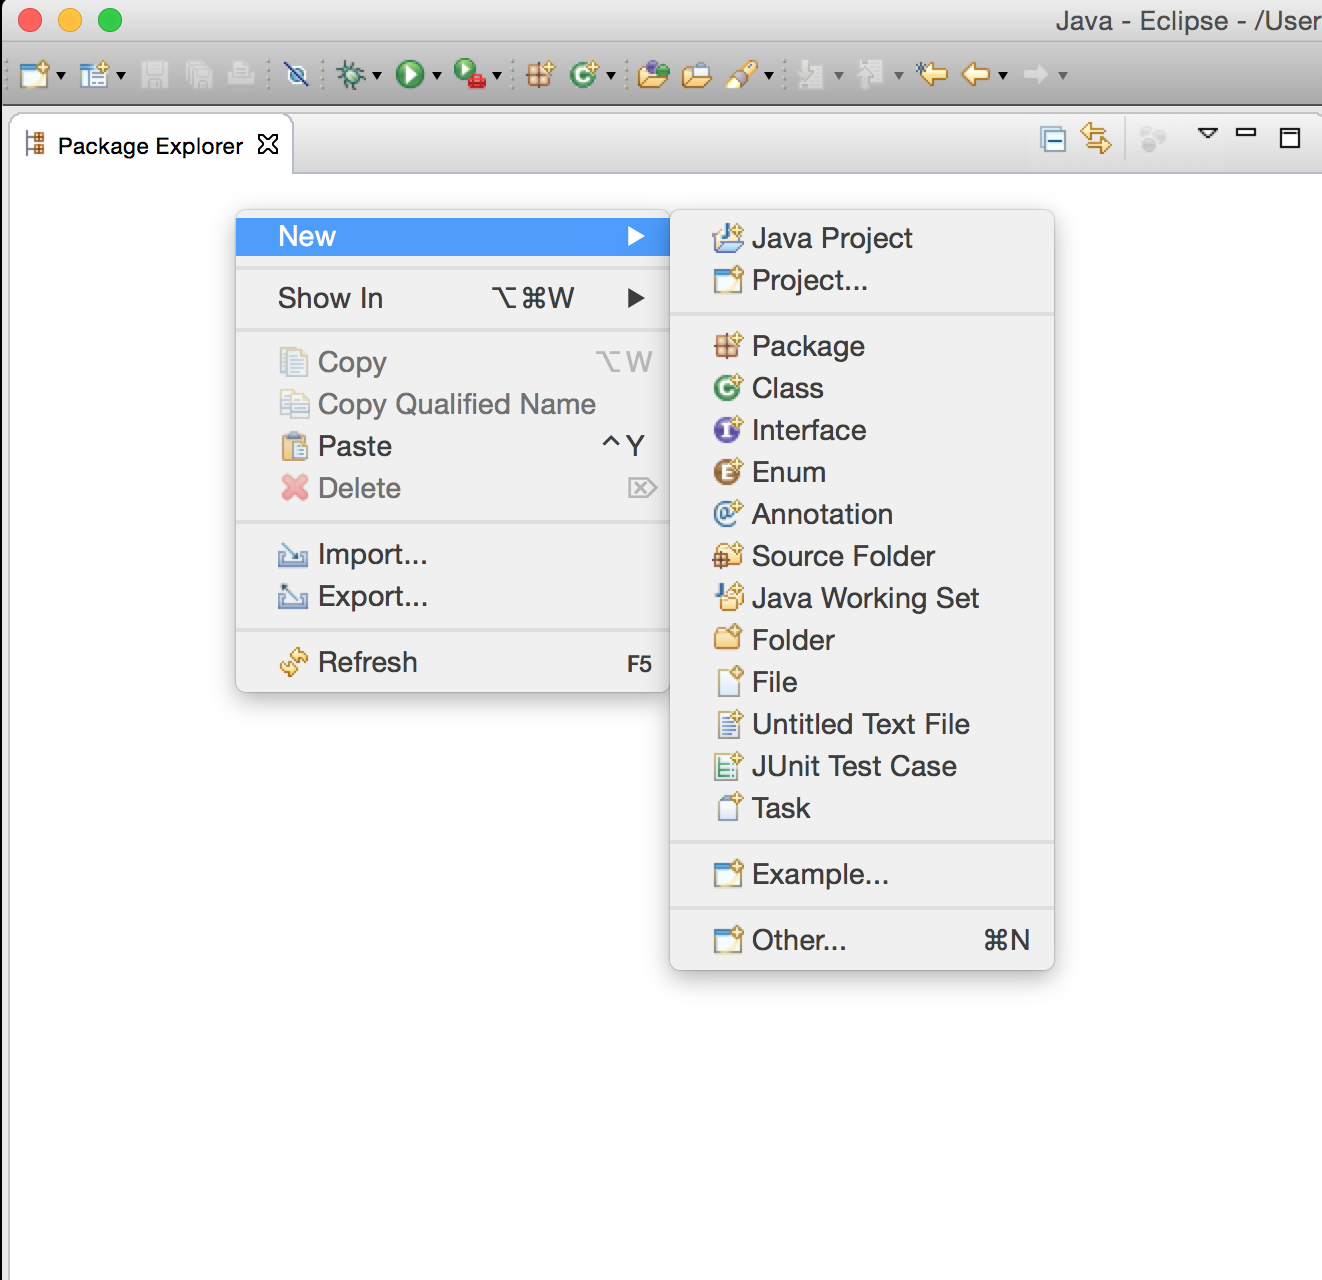 Java - Eclipse - /User
Package Explorer
New
Show In ⌥⌘W
Copy ⌥W
Copy Qualified Name
Paste ^Y
Delete ⌦
Import...
Export...
Refresh F5
Java Project
Project...
Package
Class
Interface
Enum
Annotation
Source Folder
Java Working Set
Folder
File
Untitled Text File
JUnit Test Case
Task
Example...
Other... ⌘N